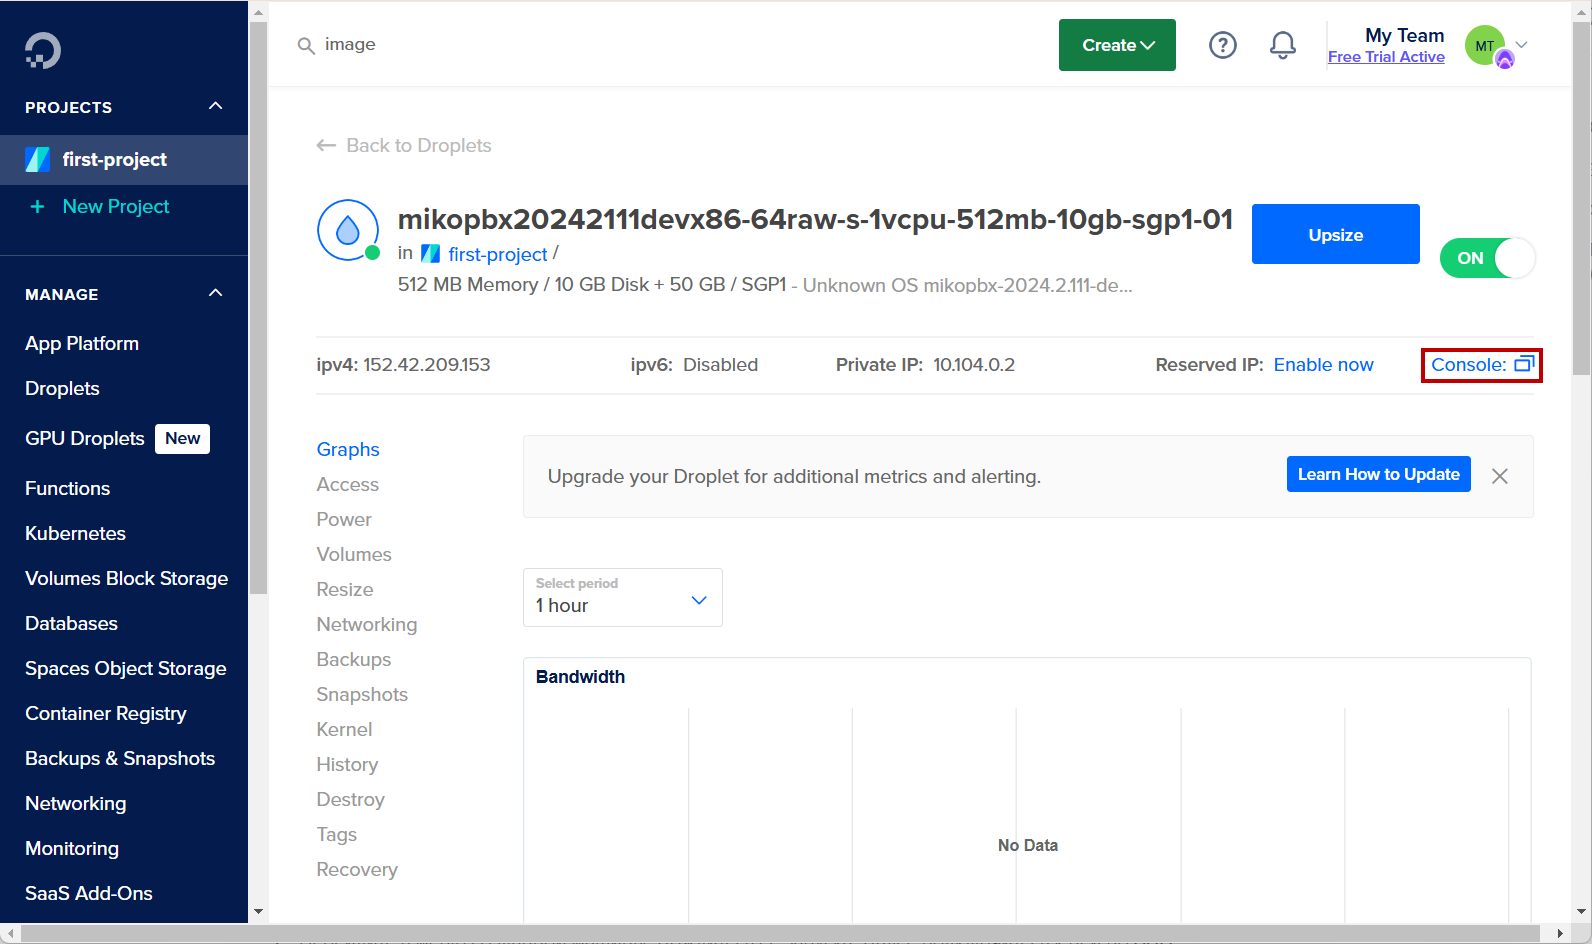 image
Create
?
My Team
Free Trial Active
MT
PROJECTS
first-project
+ New Project
MANAGE
App Platform
Droplets
GPU Droplets New
Functions
Kubernetes
Volumes Block Storage
Databases
Spaces Object Storage
Container Registry
Backups & Snapshots
Networking
Monitoring
SaaS Add-Ons
← Back to Droplets
mikopbx20242111devx86-64raw-s-1vcpu-512mb-10gb-sgp1-01
in first-project /
512 MB Memory / 10 GB Disk + 50 GB / SGP1 - Unknown OS mikopbx-2024.2.111-de...
Upsize
ON
ipv4: 152.42.209.153 ipv6: Disabled Private IP: 10.104.0.2 Reserved IP: Enable now Console:
Graphs
Access
Power
Volumes
Resize
Networking
Backups
Snapshots
Kernel
History
Destroy
Tags
Recovery
Upgrade your Droplet for additional metrics and alerting.
Learn How to Update
Select period
1 hour
Bandwidth
No Data